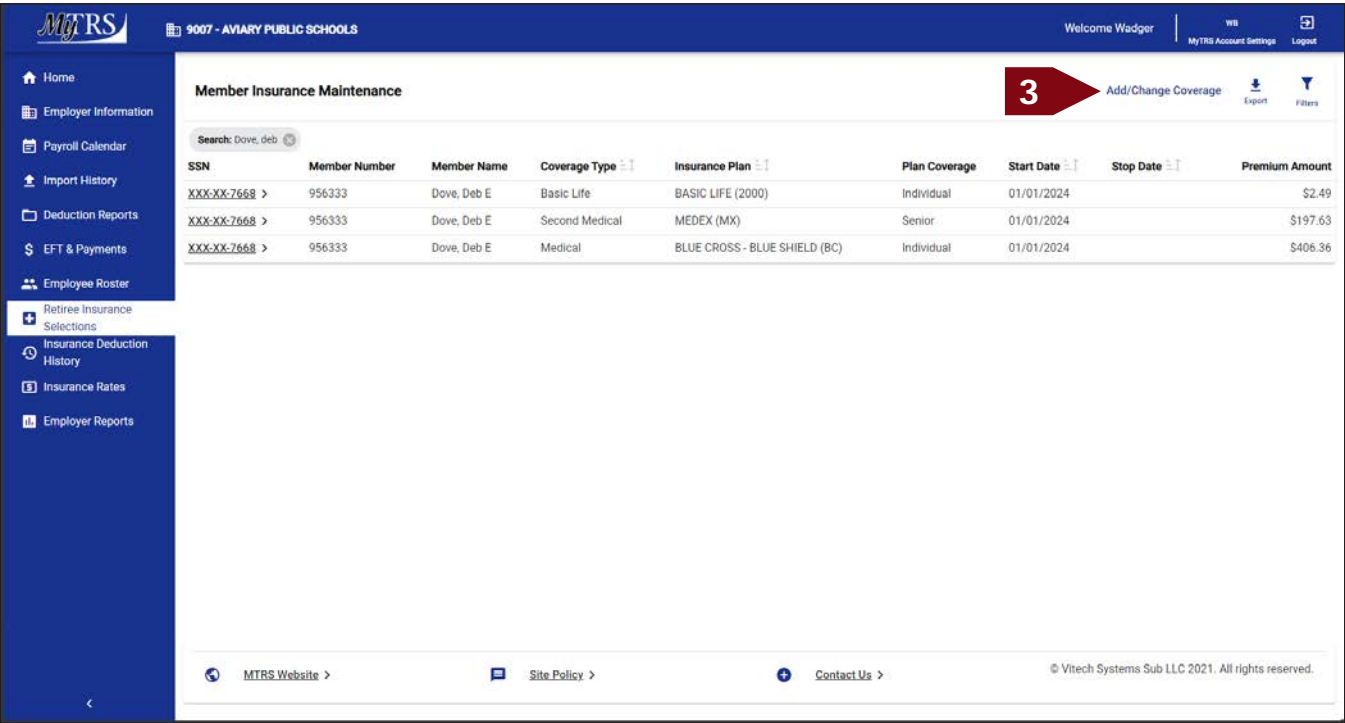 MyTRS
9007 - AVIARY PUBLIC SCHOOLS
Welcome Wadger
WB
MyTRS Account Settings
Logout
Home
Employer Information
Payroll Calendar
Import History
Deduction Reports
EFT & Payments
Employee Roster
Retiree Insurance
Selections
Insurance Deduction
History
Insurance Rates
Employer Reports
Member Insurance Maintenance
3
Add/Change Coverage
Export
Filters
Search: Dove, deb
SSN Member Number Member Name Coverage Type Insurance Plan Plan Coverage Start Date Stop Date Premium Amount
XXX-XX-7668 > 956333 Dove, Deb E Basic Life BASIC LIFE (2000) Individual 01/01/2024 $2.49
XXX-XX-7668 > 956333 Dove, Deb E Second Medical MEDEX (MX) Senior 01/01/2024 $197.63
XXX-XX-7668 > 956333 Dove, Deb E Medical BLUE CROSS - BLUE SHIELD (BC) Individual 01/01/2024 $406.36
MTRS Website > Site Policy > Contact Us > © Vitech Systems Sub LLC 2021. All rights reserved.